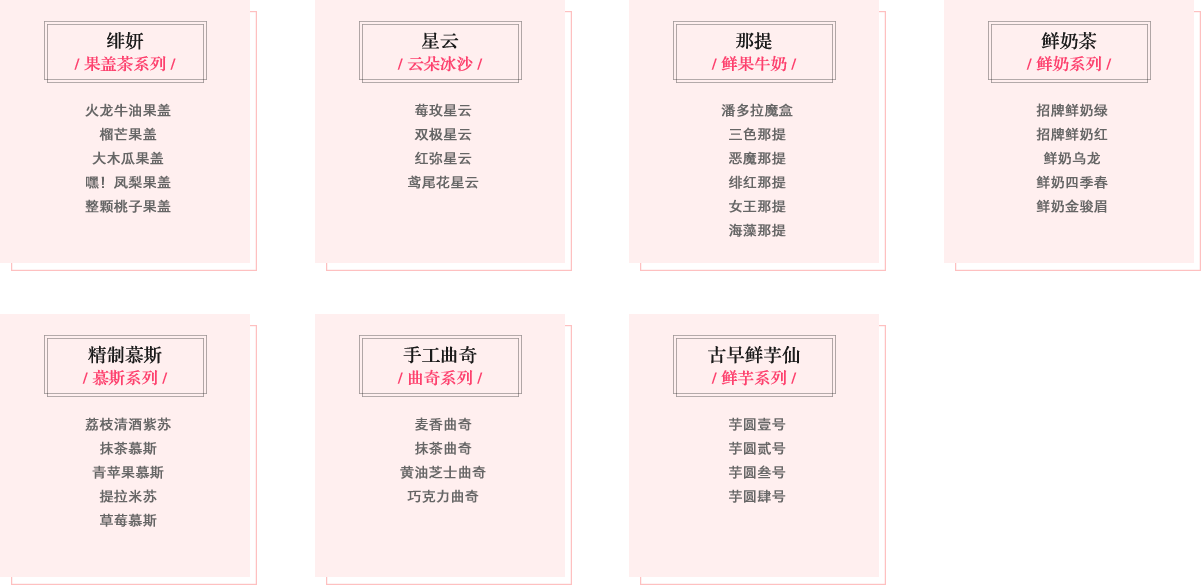 绯妍
/ 果盖茶系列 /
火龙牛油果盖
榴芒果盖
大木瓜果盖
嘿！凤梨果盖
整颗桃子果盖
星云
/ 云朵冰沙 /
莓玫星云
双极星云
红弥星云
鸢尾花星云
那提
/ 鲜果牛奶 /
潘多拉魔盒
三色那提
恶魔那提
绯红那提
女王那提
海藻那提
鲜奶茶
/ 鲜奶系列 /
招牌鲜奶绿
招牌鲜奶红
鲜奶乌龙
鲜奶四季春
鲜奶金骏眉
精制慕斯
/ 慕斯系列 /
荔枝清酒紫苏
抹茶慕斯
青苹果慕斯
提拉米苏
草莓慕斯
手工曲奇
/ 曲奇系列 /
麦香曲奇
抹茶曲奇
黄油芝士曲奇
巧克力曲奇
古早鲜芋仙
/ 鲜芋系列 /
芋圆壹号
芋圆贰号
芋圆叁号
芋圆肆号